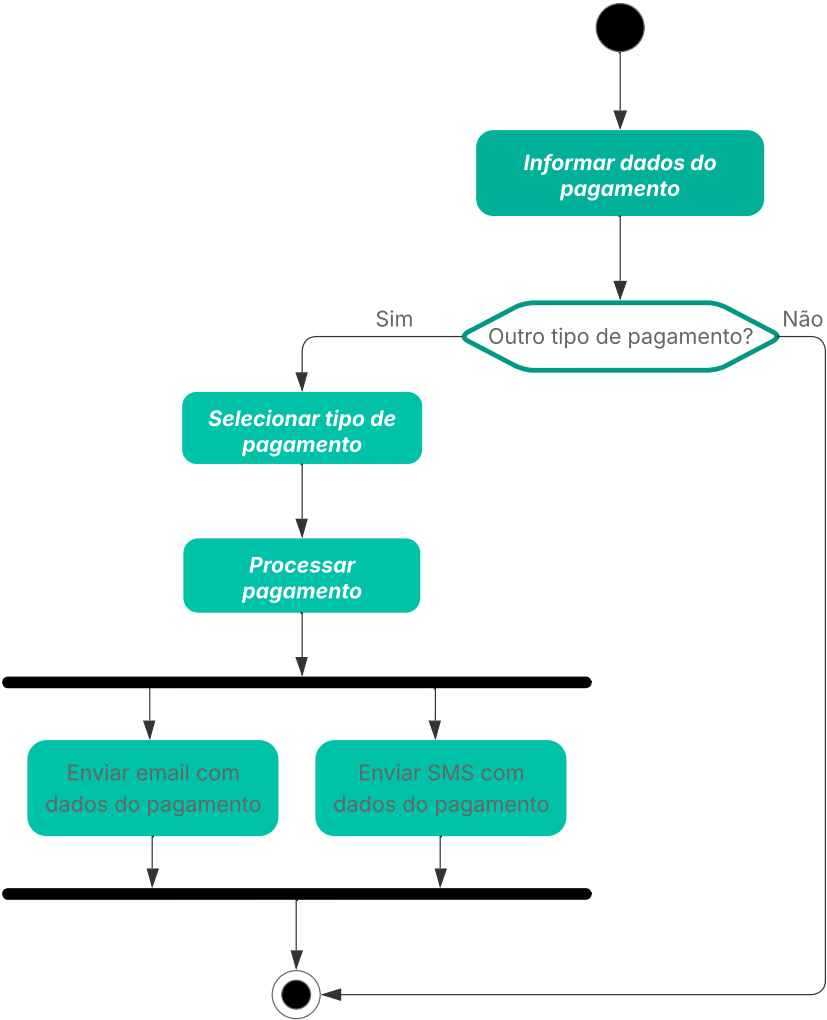 Informar dados do
pagamento
Outro tipo de pagamento?
Sim
Não
Selecionar tipo de
pagamento
Processar
pagamento
Enviar email com
dados do pagamento
Enviar SMS com
dados do pagamento